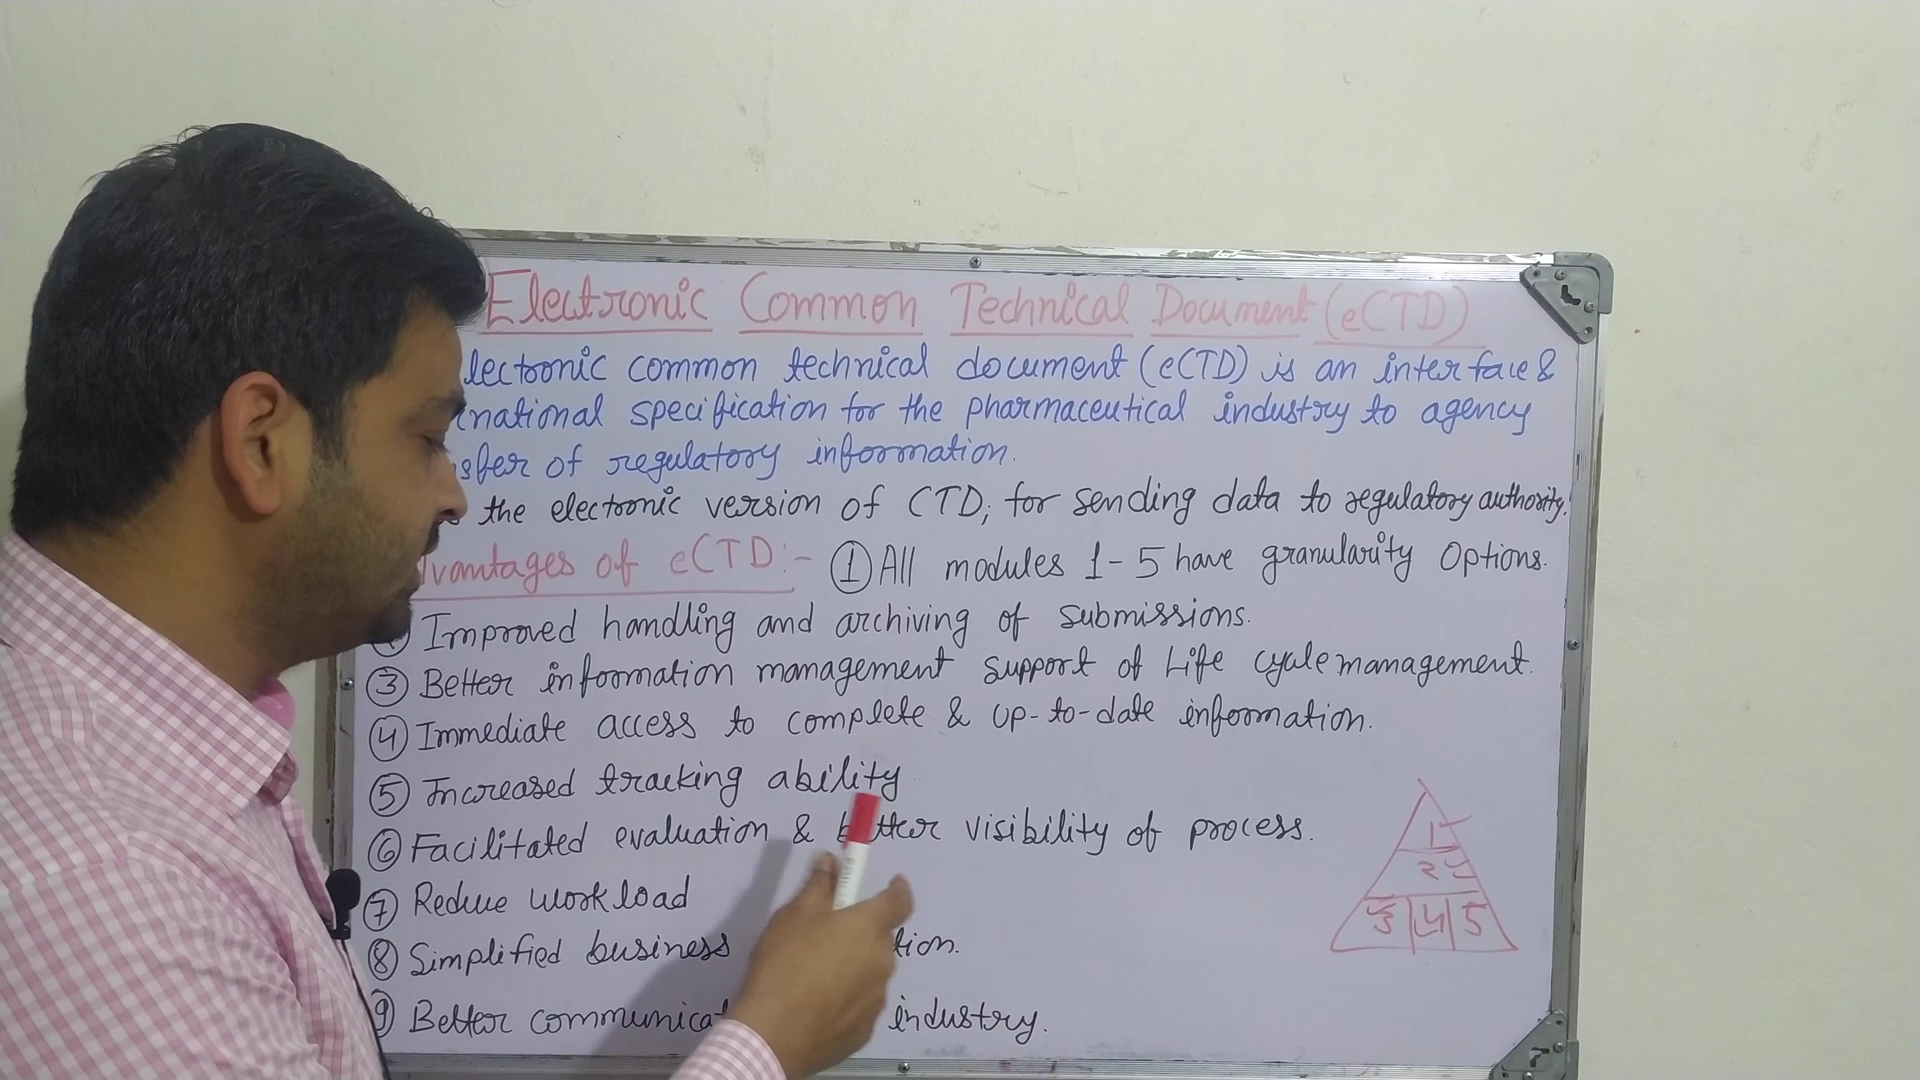 Electronic Common Technical Document (eCTD)
lectronic common technical document (eCTD) is an interface &
national specification for the pharmaceutical industry to agency
sfer of regulatory information.
the electronic version of CTD, for sending data to regulatory authority.
vantages of eCTD:- ① All modules 1-5 have granularity options.
Improved handling and archiving of submissions.
③ Better information management support of Life cycle management.
④ Immediate access to complete & up-to-date information.
⑤ Increased tracking ability
⑥ Facilitated evaluation & better visibility of process.
⑦ Reduce workload
⑧ Simplified business tion.
⑨ Better communicat industry.
1
2
3 4 5